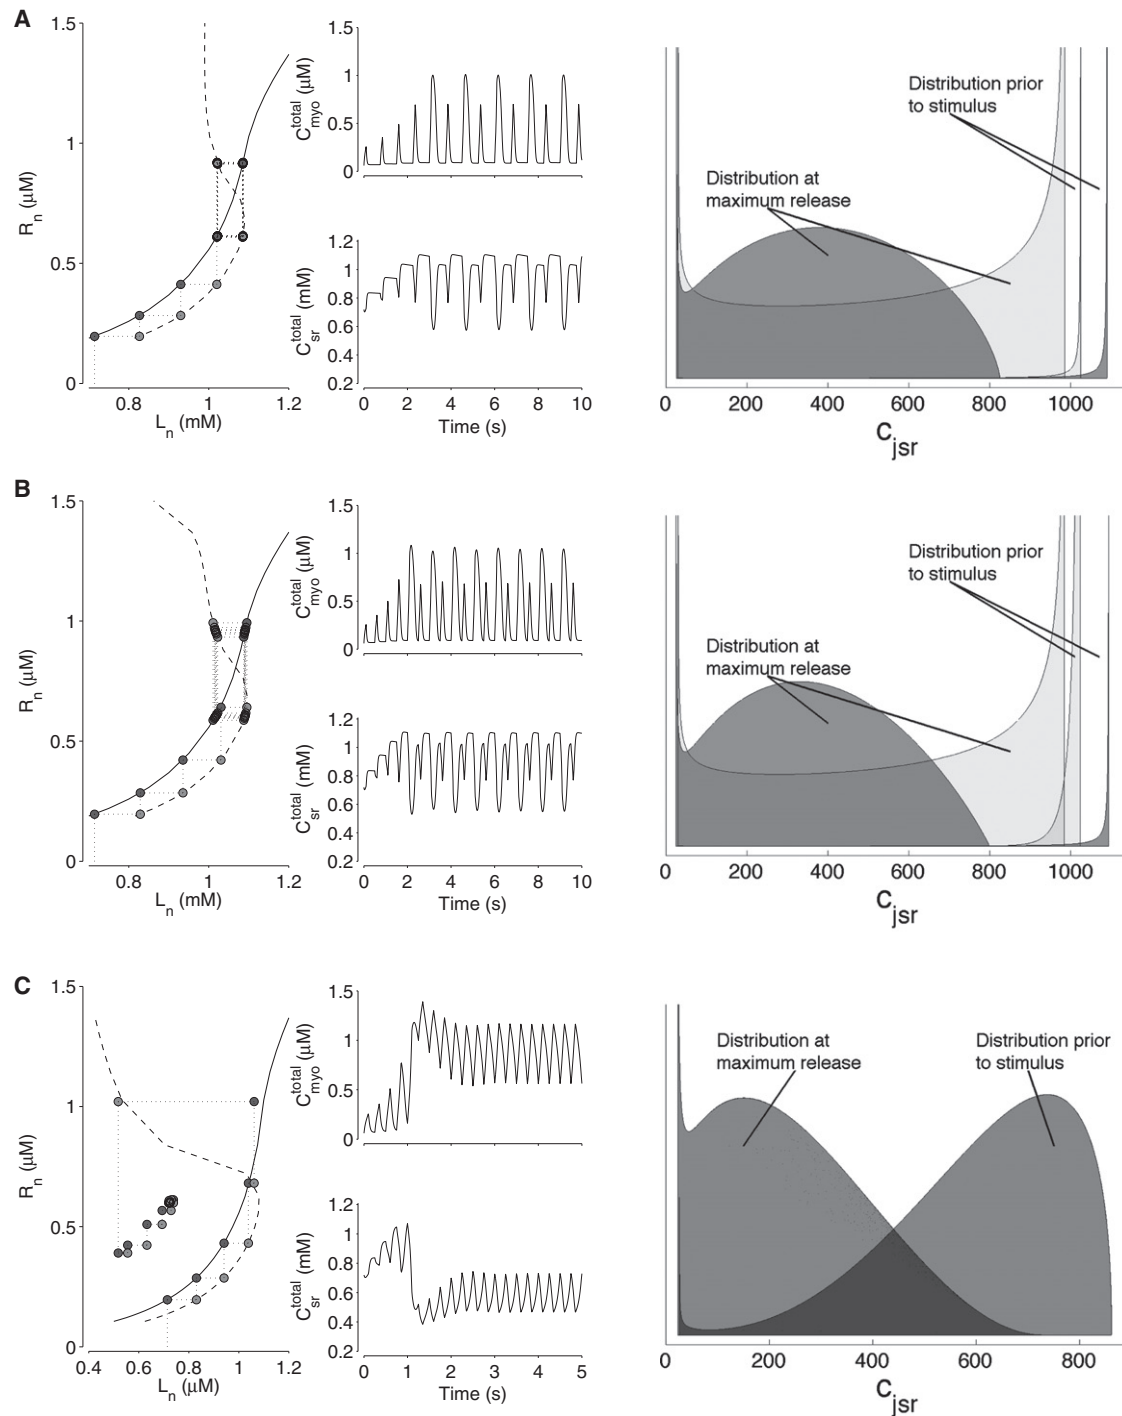 A
1.5
1
0.5
0
R_n (μM)
0.8
1
1.2
L_n (mM)
1.5
1
0.5
0
C_myo^total (μM)
1.2
1
0.8
0.6
0.4
0.2
C_sr^total (mM)
0
2
4
6
8
10
Time (s)
Distribution prior
to stimulus
Distribution at
maximum release
0
200
400
600
800
1000
C_jsr
B
1.5
1
0.5
0
R_n (μM)
0.8
1
1.2
L_n (mM)
1.5
1
0.5
0
C_myo^total (μM)
1.2
1
0.8
0.6
0.4
0.2
C_sr^total (mM)
0
2
4
6
8
10
Time (s)
Distribution prior
to stimulus
Distribution at
maximum release
0
200
400
600
800
1000
C_jsr
C
1.5
1
0.5
0
R_n (μM)
0.4
0.6
0.8
1
1.2
L_n (μM)
1.5
1
0.5
0
C_myo^total (μM)
1.2
1
0.8
0.6
0.4
0.2
C_sr^total (mM)
0
1
2
3
4
5
Time (s)
Distribution at
maximum release
Distribution prior
to stimulus
0
200
400
600
800
C_jsr